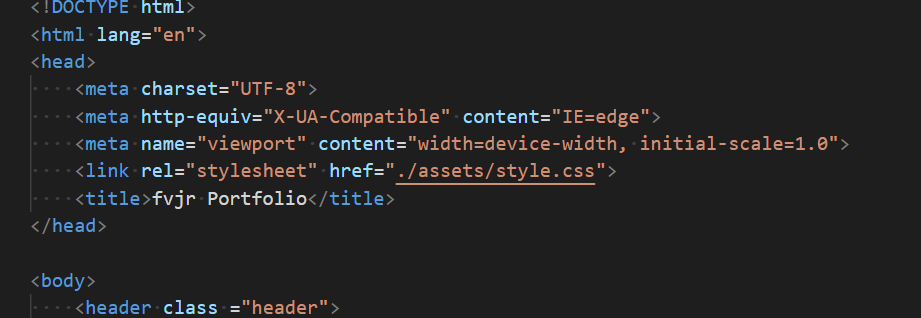 <!DOCTYPE html>
<html lang="en">
<head>
    <meta charset="UTF-8">
    <meta http-equiv="X-UA-Compatible" content="IE=edge">
    <meta name="viewport" content="width=device-width, initial-scale=1.0">
    <link rel="stylesheet" href="./assets/style.css">
    <title>fvjr Portfolio</title>
</head>

<body>
    <header class ="header">